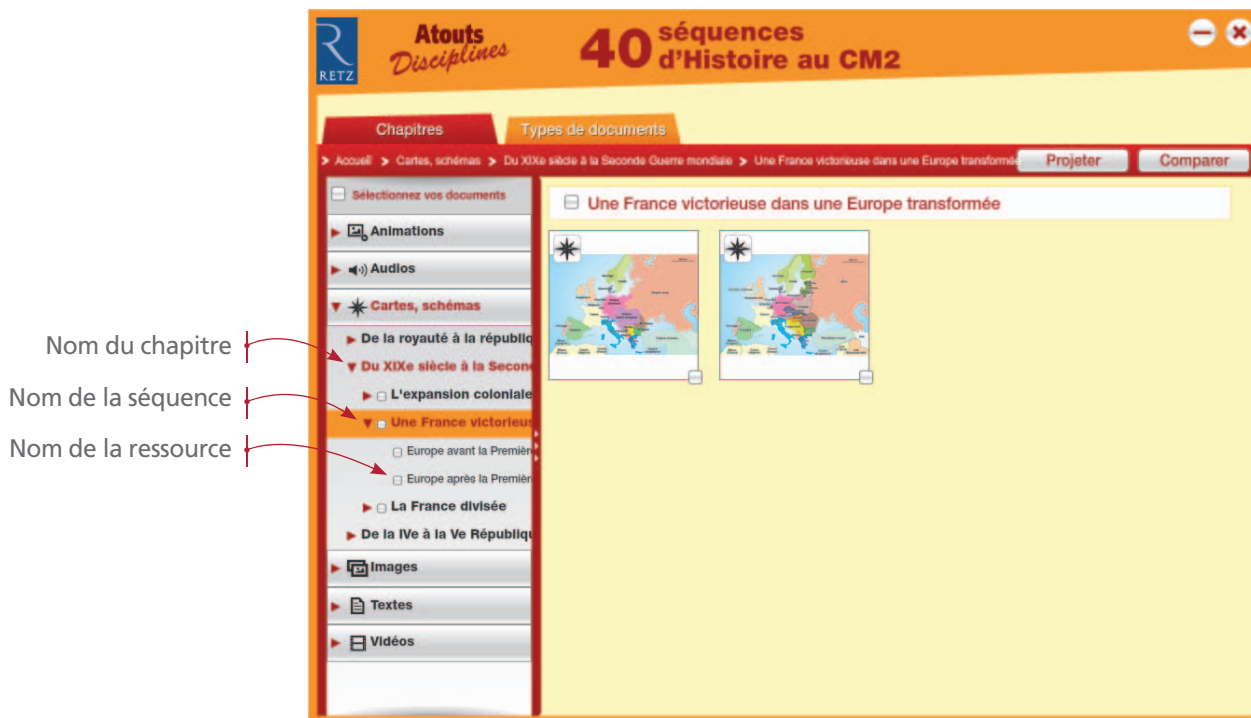 RETZ
Atouts
Disciplines
40 séquences
d'Histoire au CM2
Chapitres
Types de documents
> Accueil > Cartes, schémas > Du XIXe siècle à la Seconde Guerre mondiale > Une France victorieuse dans une Europe transformée
Projeter
Comparer
Sélectionnez vos documents
Animations
Audios
Cartes, schémas
De la royauté à la républiq
Du XIXe siècle à la Secon
L'expansion coloniale
Une France victorieus
Europe avant la Premièr
Europe après la Premièr
La France divisée
De la IVe à la Ve Républiqu
Images
Textes
Vidéos
Une France victorieuse dans une Europe transformée
Nom du chapitre
Nom de la séquence
Nom de la ressource